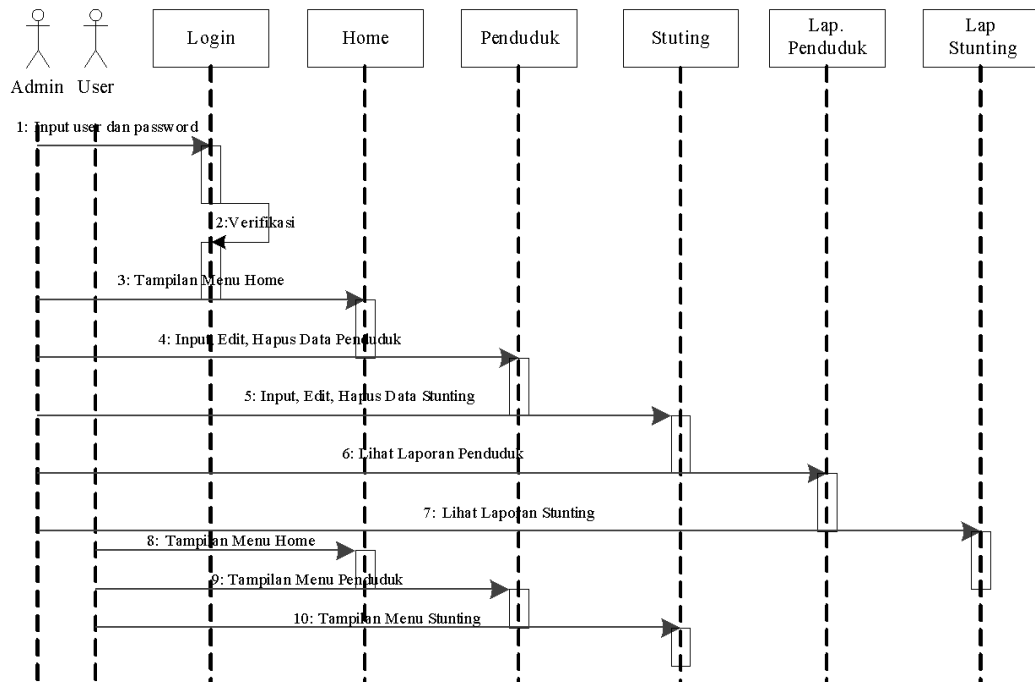 Login
Home
Penduduk
Stuting
Lap.
Penduduk
Lap
Stunting
Admin
User
1: Input user dan password
2:Verifikasi
3: Tampilan Menu Home
4: Input, Edit, Hapus Data Penduduk
5: Input, Edit, Hapus Data Stunting
6: Lihat Laporan Penduduk
7: Lihat Laporan Stunting
8: Tampilan Menu Home
9: Tampilan Menu Penduduk
10: Tampilan Menu Stunting